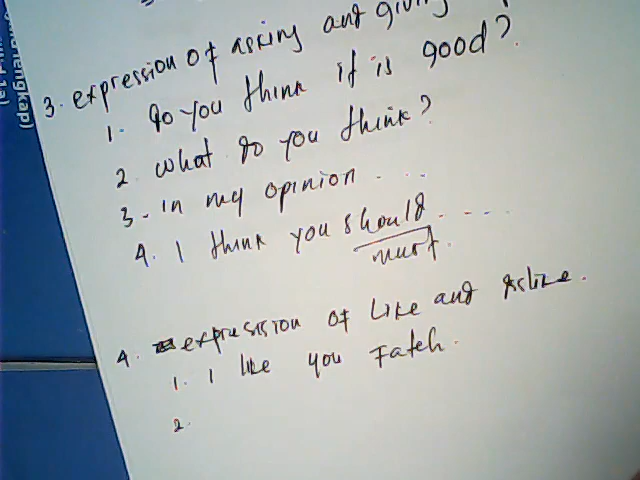 3. expression of asking and giving
1. do you think it is good?
2. what do you think?
3. in my opinion ...
4. I think you should ....
must.
4. expression of Like and dislike.
1. I like you Fateh.
2.
lengkap)